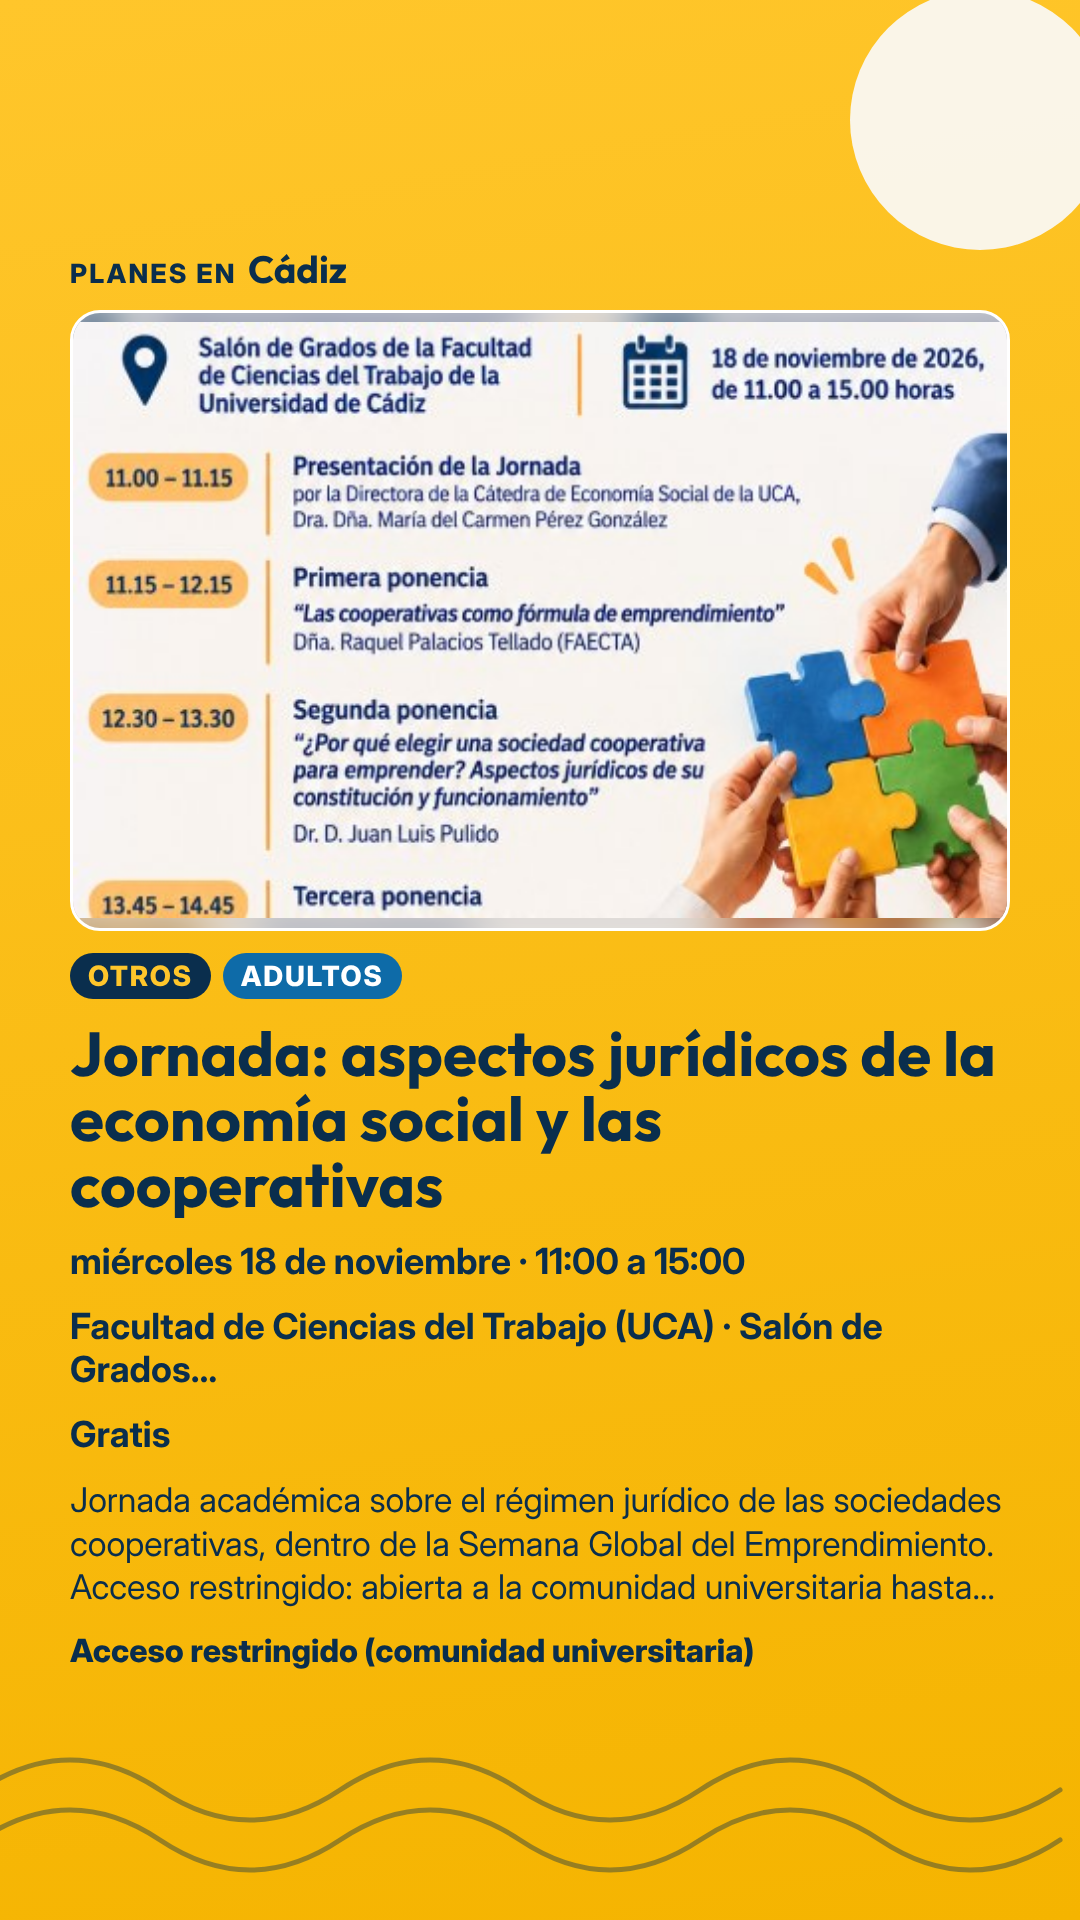 PLANES EN Cádiz
Salón de Grados de la Facultad
de Ciencias del Trabajo de la
Universidad de Cádiz
18 de noviembre de 2026,
de 11.00 a 15.00 horas
11.00 – 11.15
Presentación de la Jornada
por la Directora de la Cátedra de Economía Social de la UCA,
Dra. Dña. María del Carmen Pérez González
11.15 – 12.15
Primera ponencia
“Las cooperativas como fórmula de emprendimiento”
Dña. Raquel Palacios Tellado (FAECTA)
12.30 – 13.30
Segunda ponencia
“¿Por qué elegir una sociedad cooperativa
para emprender? Aspectos jurídicos de su
constitución y funcionamiento”
Dr. D. Juan Luis Pulido
13.45 – 14.45
Tercera ponencia
OTROS
ADULTOS
Jornada: aspectos jurídicos de la
economía social y las
cooperativas
miércoles 18 de noviembre · 11:00 a 15:00
Facultad de Ciencias del Trabajo (UCA) · Salón de
Grados...
Gratis
Jornada académica sobre el régimen jurídico de las sociedades
cooperativas, dentro de la Semana Global del Emprendimiento.
Acceso restringido: abierta a la comunidad universitaria hasta...
Acceso restringido (comunidad universitaria)